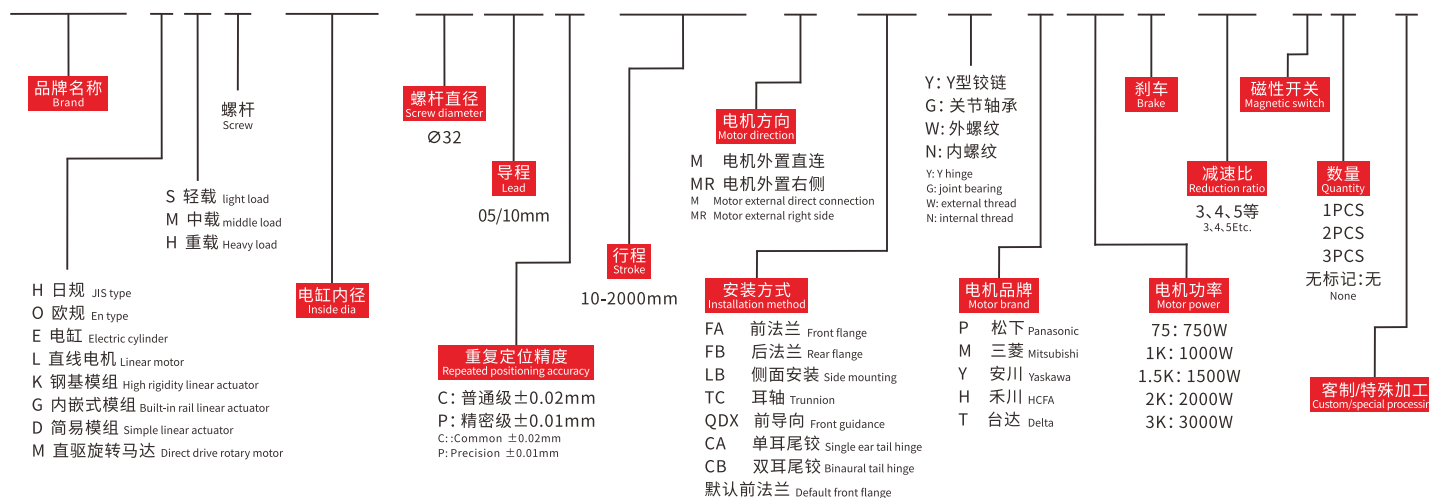 品牌名称
Brand
H 日规 JIS type
O 欧规 En type
E 电缸 Electric cylinder
L 直线电机 Linear motor
K 钢基模组 High rigidity linear actuator
G 内嵌式模组 Built-in rail linear actuator
D 简易模组 Simple linear actuator
M 直驱旋转马达 Direct drive rotary motor
S 轻载 light load
M 中载 middle load
H 重载 Heavy load
螺杆
Screw
电缸内径
Inside dia
螺杆直径
Screw diameter
∅32
导程
Lead
05/10mm
重复定位精度
Repeated positioning accuracy
C: 普通级±0.02mm
P: 精密级±0.01mm
C::Common ±0.02mm
P: Precision ±0.01mm
行程
Stroke
10-2000mm
电机方向
Motor direction
M 电机外置直连
MR 电机外置右侧
M Motor external direct connection
MR Motor external right side
安装方式
Installation method
FA 前法兰 Front flange
FB 后法兰 Rear flange
LB 侧面安装 Side mounting
TC 耳轴 Trunnion
QDX 前导向 Front guidance
CA 单耳尾铰 Single ear tail hinge
CB 双耳尾铰 Binaural tail hinge
默认前法兰 Default front flange
Y: Y型铰链
G: 关节轴承
W: 外螺纹
N: 内螺纹
Y: Y hinge
G: joint bearing
W: external thread
N: internal thread
电机品牌
Motor brand
P 松下 Panasonic
M 三菱 Mitsubishi
Y 安川 Yaskawa
H 禾川 HCFA
T 台达 Delta
电机功率
Motor power
75: 750W
1K: 1000W
1.5K: 1500W
2K: 2000W
3K: 3000W
刹车
Brake
减速比
Reduction ratio
3、4、5等
3、4、5Etc.
磁性开关
Magnetic switch
数量
Quantity
1PCS
2PCS
3PCS
无标记:无
None
客制/特殊加工
Custom/special processin